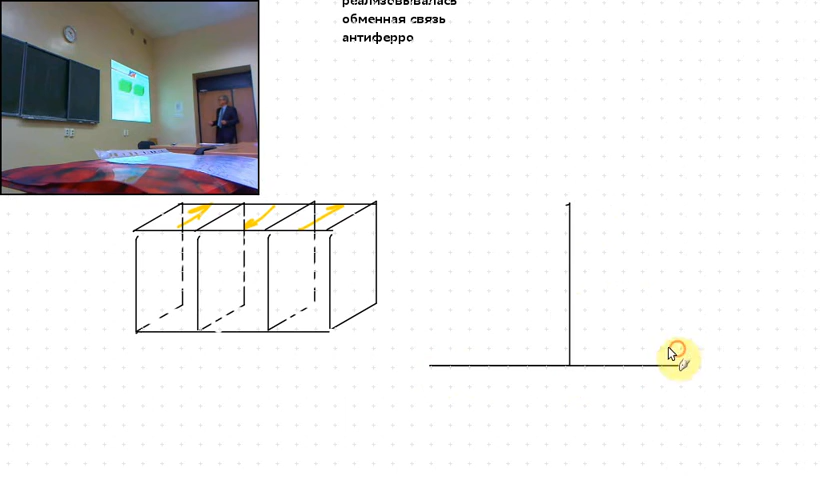 реализовывалась
обменная связь
антиферро